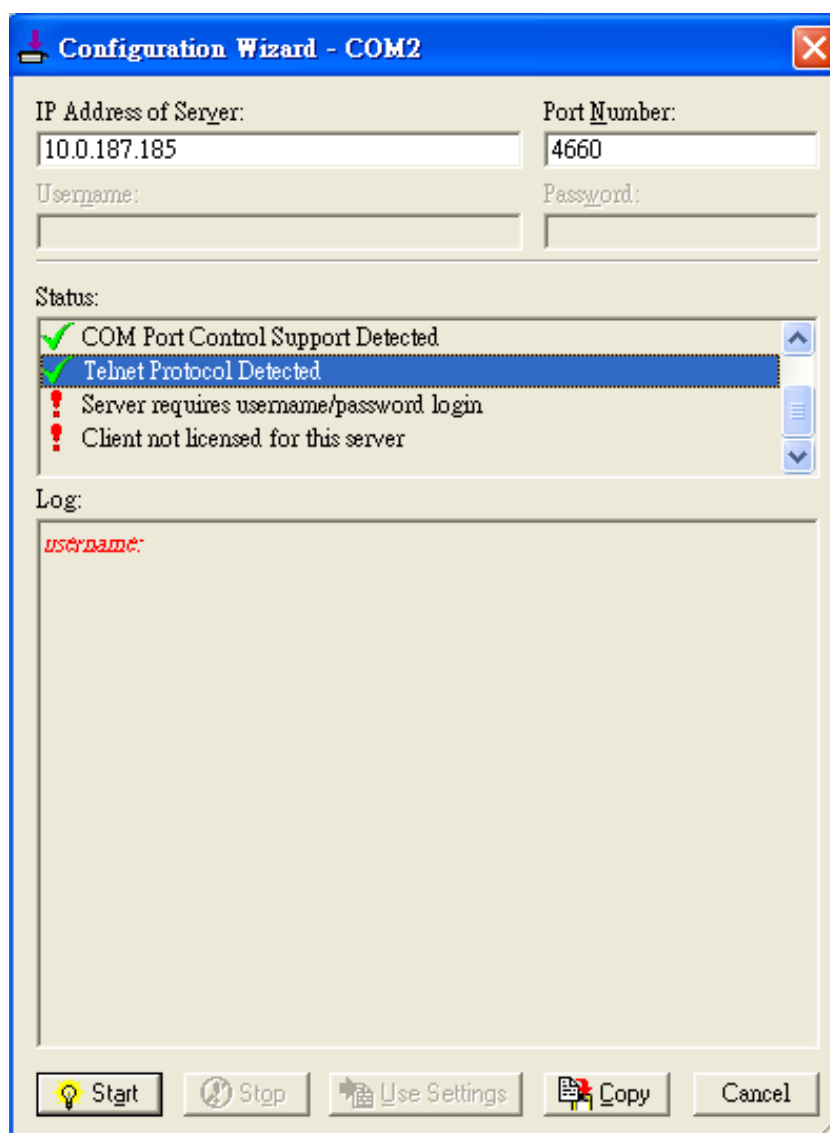 Configuration Wizard - COM2
IP Address of Server: Port Number:
10.0.187.185 4660
Username: Password:
Status:
COM Port Control Support Detected
Telnet Protocol Detected
Server requires username/password login
Client not licensed for this server
Log:
username:
Start Stop Use Settings Copy Cancel